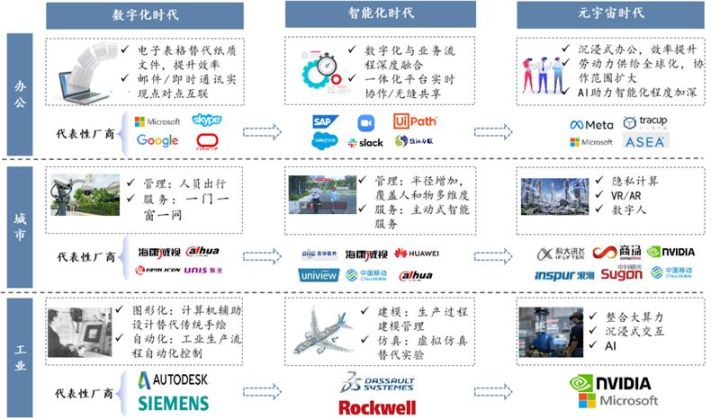 数字化时代
智能化时代
元宇宙时代
办公
✓ 电子表格替代纸质
文件，提升效率
✓ 邮件/即时通讯实
现点对点互联
✓ 数字化与业务流
程深度融合
✓ 一体化平台实时
协作/无缝共享
✓ 沉浸式办公，效率提升
✓ 劳动力供给全球化，协
作范围扩大
✓ AI助力智能化程度加深
代表性厂商
Microsoft
skype
Google
SAP
UiPath
salesforce
slack
Meta
tracup
Microsoft
ASEA
城市
✓ 管理：人员出行
✓ 服务：一门一
窗一网
✓ 管理：半径增加，
覆盖人和物多维度
✓ 服务：主动式智能
服务
✓ 隐私计算
✓ VR/AR
✓ 数字人
代表性厂商
海康威视
alhua
HISILICON
UNIS 紫光
DHC 东华软件
海康威视
HUAWEI
uniview
中国移动
China Mobile
alhua
科大讯飞
iFLYTEK
商汤
sensetime
NVIDIA
inspur 浪潮
中科曙光
Sugon
中国移动
China Mobile
工业
✓ 图形化：计算机辅助
设计替代传统手绘
✓ 自动化：工业生产流
程自动化控制
✓ 建模：生产过程
建模管理
✓ 仿真：虚拟仿真
替代实验
✓ 整合大算力
✓ 沉浸式交互
✓ AI
代表性厂商
AUTODESK
SIEMENS
DASSAULT
SYSTEMES
Rockwell
NVIDIA
Microsoft